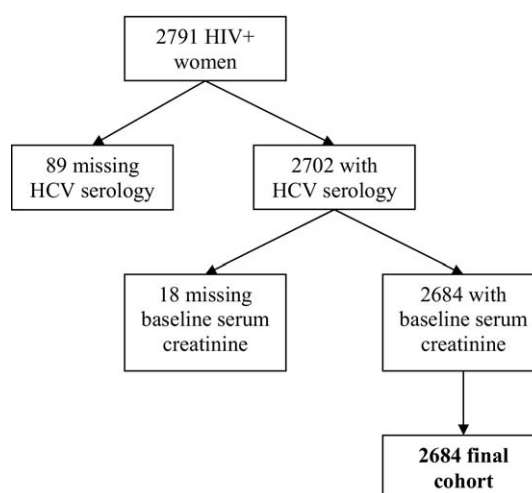 2791 HIV+
women
89 missing
HCV serology
2702 with
HCV serology
18 missing
baseline serum
creatinine
2684 with
baseline serum
creatinine
2684 final
cohort